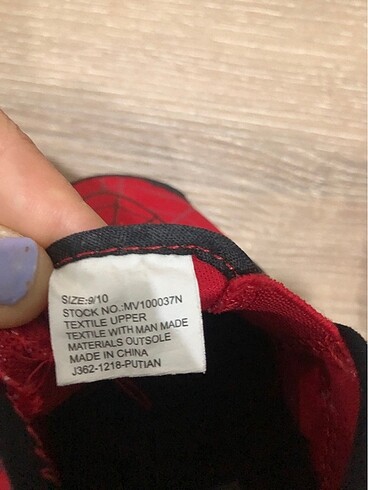 SIZE:9/10
STOCK NO.:MV100037N
TEXTILE UPPER
TEXTILE WITH MAN MADE
MATERIALS OUTSOLE
MADE IN CHINA
J362-1218-PUTIAN